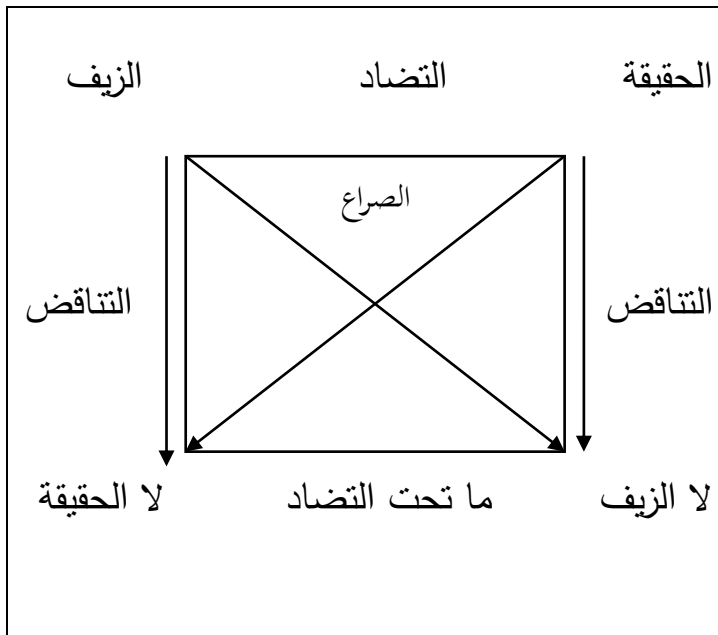 الحقيقة التضاد الزيف
الصراع
التناقض التناقض
لا الزيف ما تحت التضاد لا الحقيقة